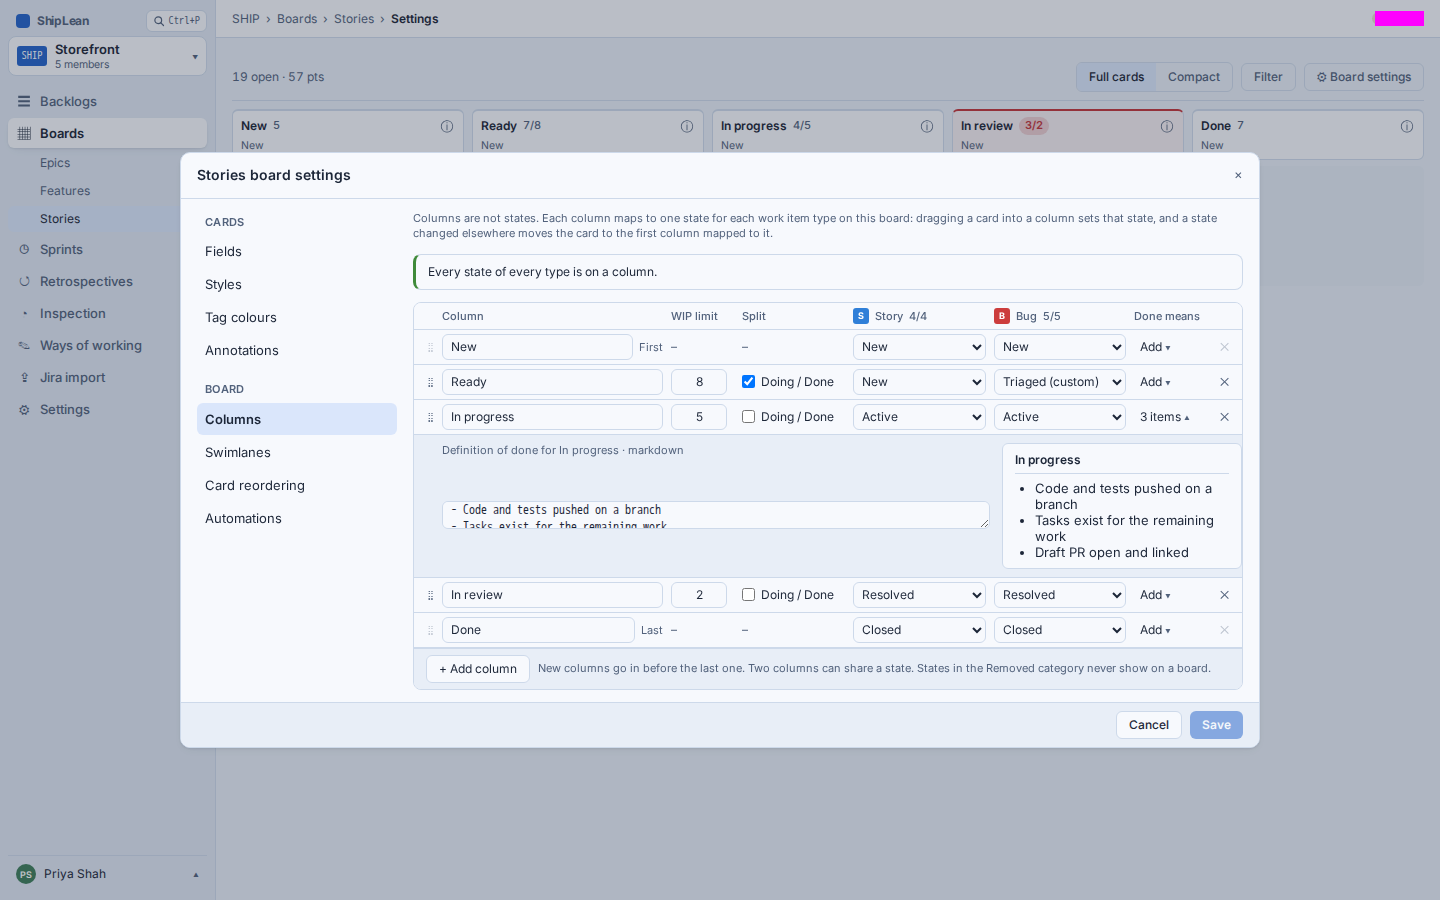 ShipLean
Ctrl+P
SHIP
Storefront
5 members
Backlogs
Boards
Epics
Features
Stories
Sprints
Retrospectives
Inspection
Ways of working
Jira import
Settings
PS
Priya Shah
SHIP › Boards › Stories › Settings
19 open · 57 pts
Full cards
Compact
Filter
Board settings
New 5
New
Ready 7/8
New
In progress 4/5
New
In review 3/2
New
Done 7
New
Stories board settings
×
CARDS
Fields
Styles
Tag colours
Annotations
BOARD
Columns
Swimlanes
Card reordering
Automations
Columns are not states. Each column maps to one state for each work item type on this board: dragging a card into a column sets that state, and a state
changed elsewhere moves the card to the first column mapped to it.
Every state of every type is on a column.
Column WIP limit Split S Story 4/4 B Bug 5/5 Done means
New First – – New New Add ×
Ready 8 Doing / Done New Triaged (custom) Add ×
In progress 5 Doing / Done Active Active 3 items ×
Definition of done for In progress · markdown
- Code and tests pushed on a branch
- Tasks exist for the remaining work
In progress
• Code and tests pushed on a
branch
• Tasks exist for the remaining
work
• Draft PR open and linked
In review 2 Doing / Done Resolved Resolved Add ×
Done Last – – Closed Closed Add ×
+ Add column
New columns go in before the last one. Two columns can share a state. States in the Removed category never show on a board.
Cancel
Save